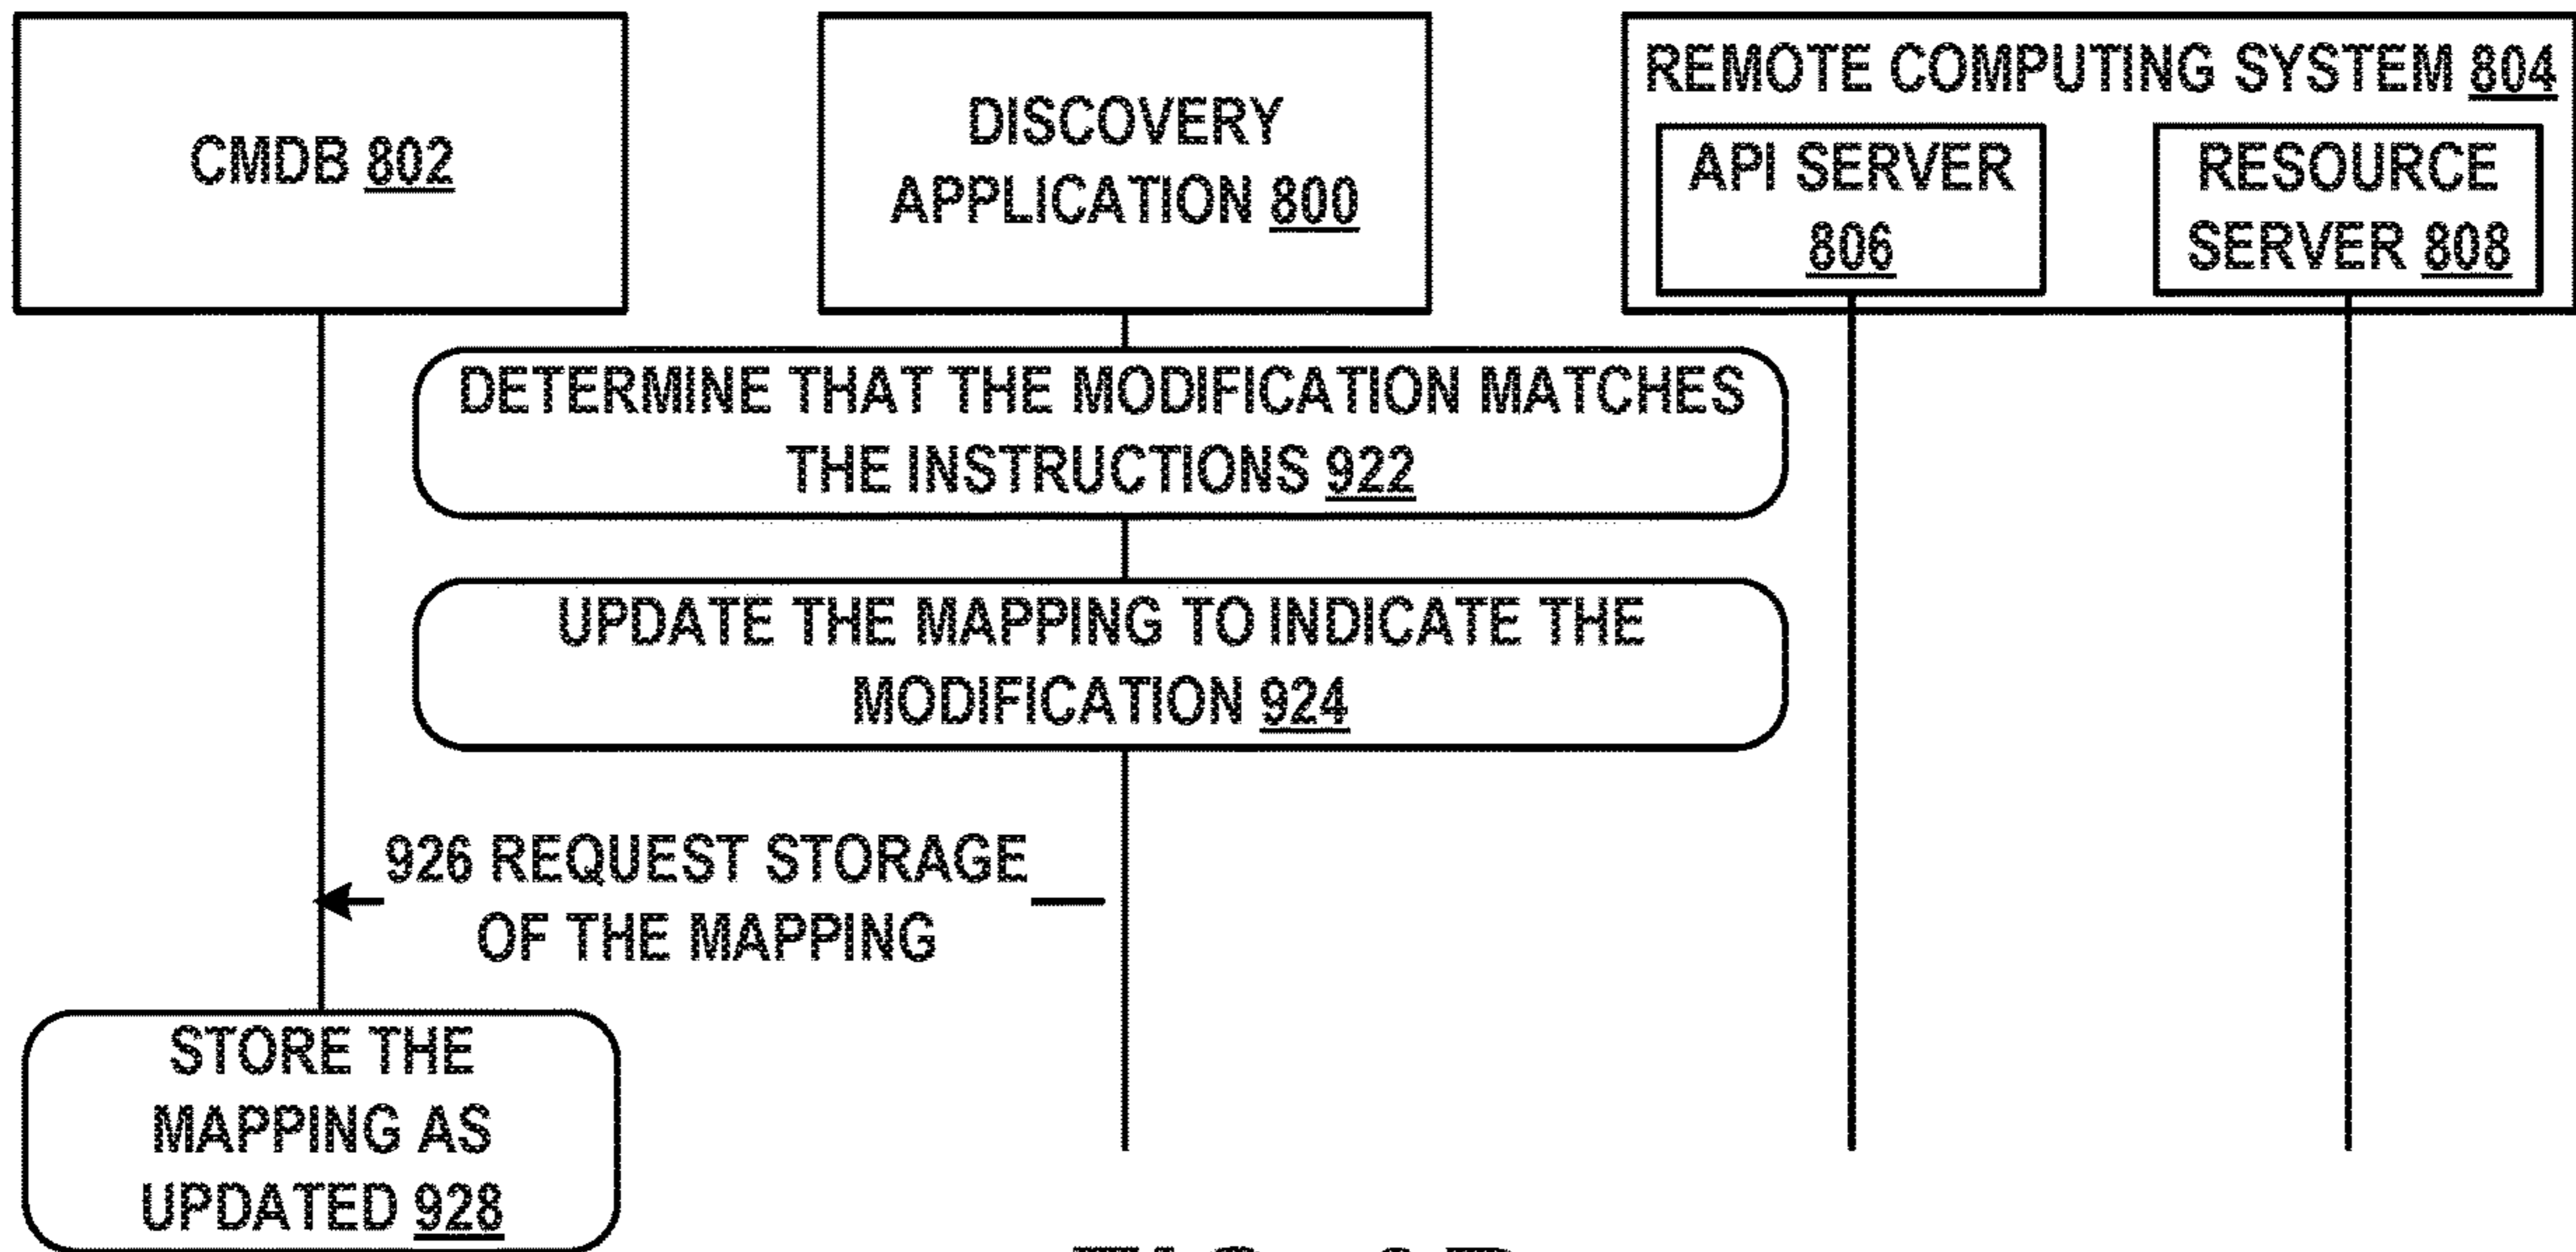 CMDB 802
DISCOVERY
APPLICATION 800
REMOTE COMPUTING SYSTEM 804
API SERVER
806
RESOURCE
SERVER 808
DETERMINE THAT THE MODIFICATION MATCHES
THE INSTRUCTIONS 922
UPDATE THE MAPPING TO INDICATE THE
MODIFICATION 924
926 REQUEST STORAGE
OF THE MAPPING
STORE THE
MAPPING AS
UPDATED 928